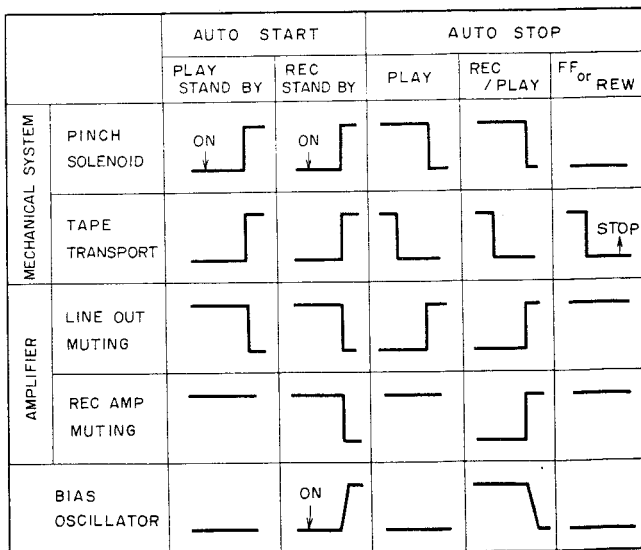 AUTO START
AUTO STOP
PLAY
STAND BY
REC
STAND BY
PLAY
REC
/ PLAY
FF or
REW
MECHANICAL SYSTEM
PINCH
SOLENOID
ON
ON
TAPE
TRANSPORT
STOP
AMPLIFIER
LINE OUT
MUTING
REC AMP
MUTING
BIAS
OSCILLATOR
ON